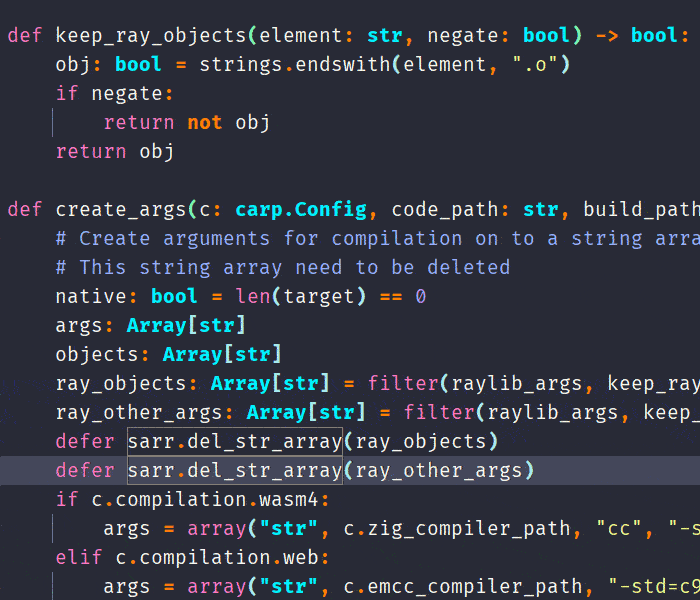 def keep_ray_objects(element: str, negate: bool) -> bool:
    obj: bool = strings.endswith(element, ".o")
    if negate:
        return not obj
    return obj
def create_args(c: carp.Config, code_path: str, build_path
    # Create arguments for compilation on to a string arra
    # This string array need to be deleted
    native: bool = len(target) == 0
    args: Array[str]
    objects: Array[str]
    ray_objects: Array[str] = filter(raylib_args, keep_ray
    ray_other_args: Array[str] = filter(raylib_args, keep_
    defer sarr.del_str_array(ray_objects)
    defer sarr.del_str_array(ray_other_args)
    if c.compilation.wasm4:
        args = array("str", c.zig_compiler_path, "cc", "-s
    elif c.compilation.web:
        args = array("str", c.emcc_compiler_path, "-std=c9